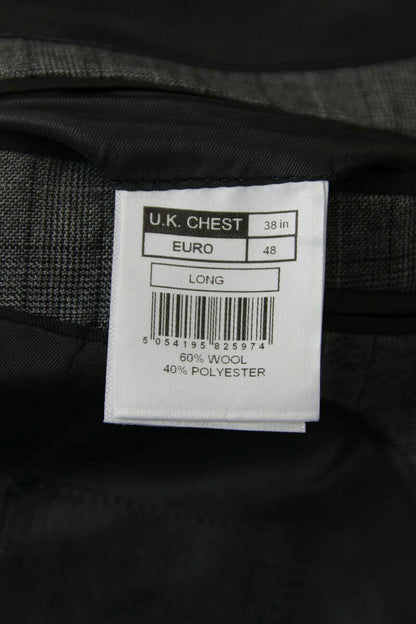 U.K. CHEST 38 in
EURO 48
LONG
5 054195 825974
60% WOOL
40% POLYESTER